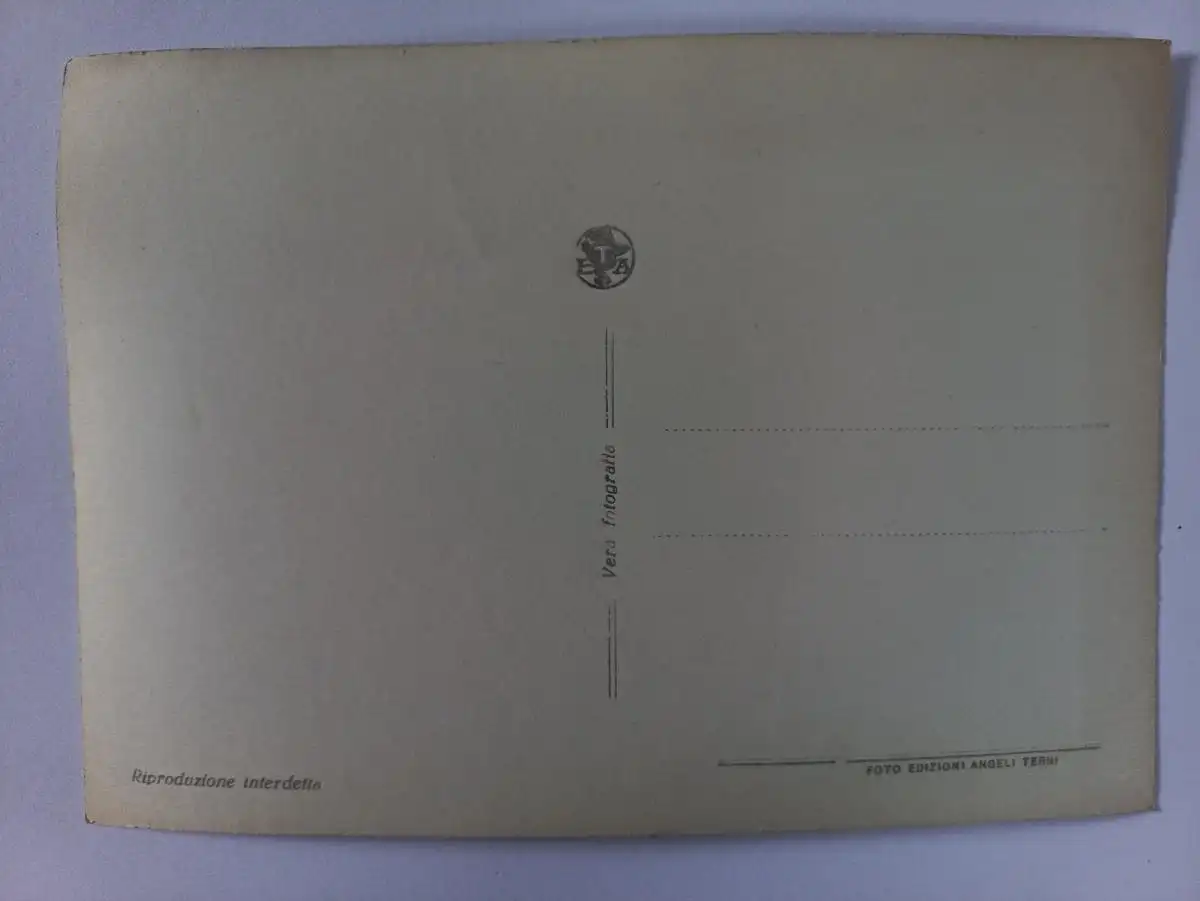 E T A
Vera fotografia
Riproduzione interdetta
FOTO EDIZIONI ANGELI TERNI